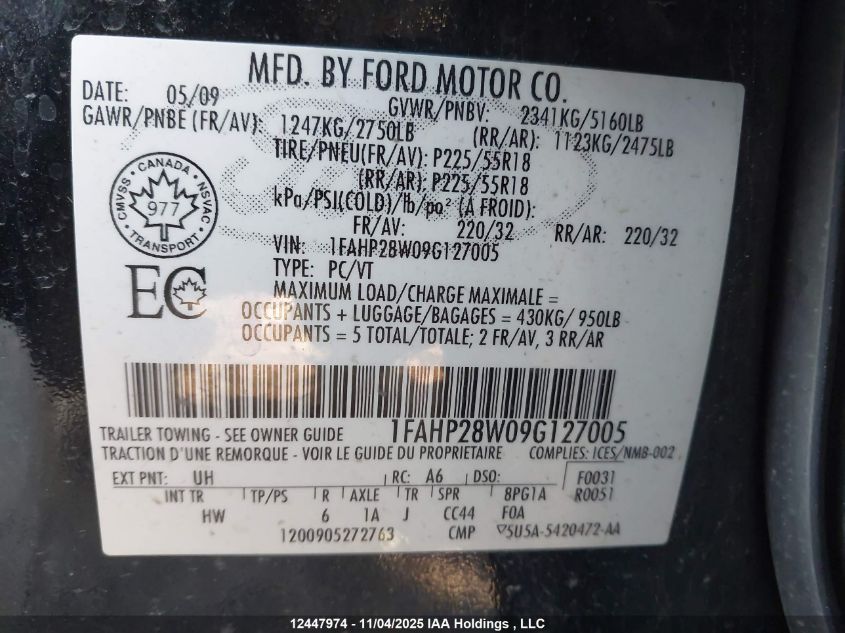 MFD. BY FORD MOTOR CO.
DATE: 05/09 GVWR/PNBV: 2341KG/5160LB
GAWR/PNBE (FR/AV): 1247KG/2750LB (RR/AR): 1123KG/2475LB
TIRE/PNEU(FR/AV): P225/55R18
(RR/AR): P225/55R18
kPa/PSI(COLD)/lb/po² (À FROID):
FR/AV: 220/32 RR/AR: 220/32
VIN: 1FAHP28W09G127005
TYPE: PC/VT
CANADA
CMVSS NSVAC
977
TRANSPORT
EC
MAXIMUM LOAD/CHARGE MAXIMALE =
OCCUPANTS + LUGGAGE/BAGAGES = 430KG/ 950LB
OCCUPANTS = 5 TOTAL/TOTALE; 2 FR/AV, 3 RR/AR
TRAILER TOWING - SEE OWNER GUIDE 1FAHP28W09G127005
TRACTION D'UNE REMORQUE - VOIR LE GUIDE DU PROPRIETAIRE COMPLIES: ICES/NMB-002
EXT PNT: UH RC: A6 DSO: F0031
INT TR TP/PS R AXLE TR SPR 8PG1A R0051
HW 6 1A J CC44 F0A
1200905272763 CMP 5U5A-5420472-AA
12447974 - 11/04/2025 IAA Holdings , LLC